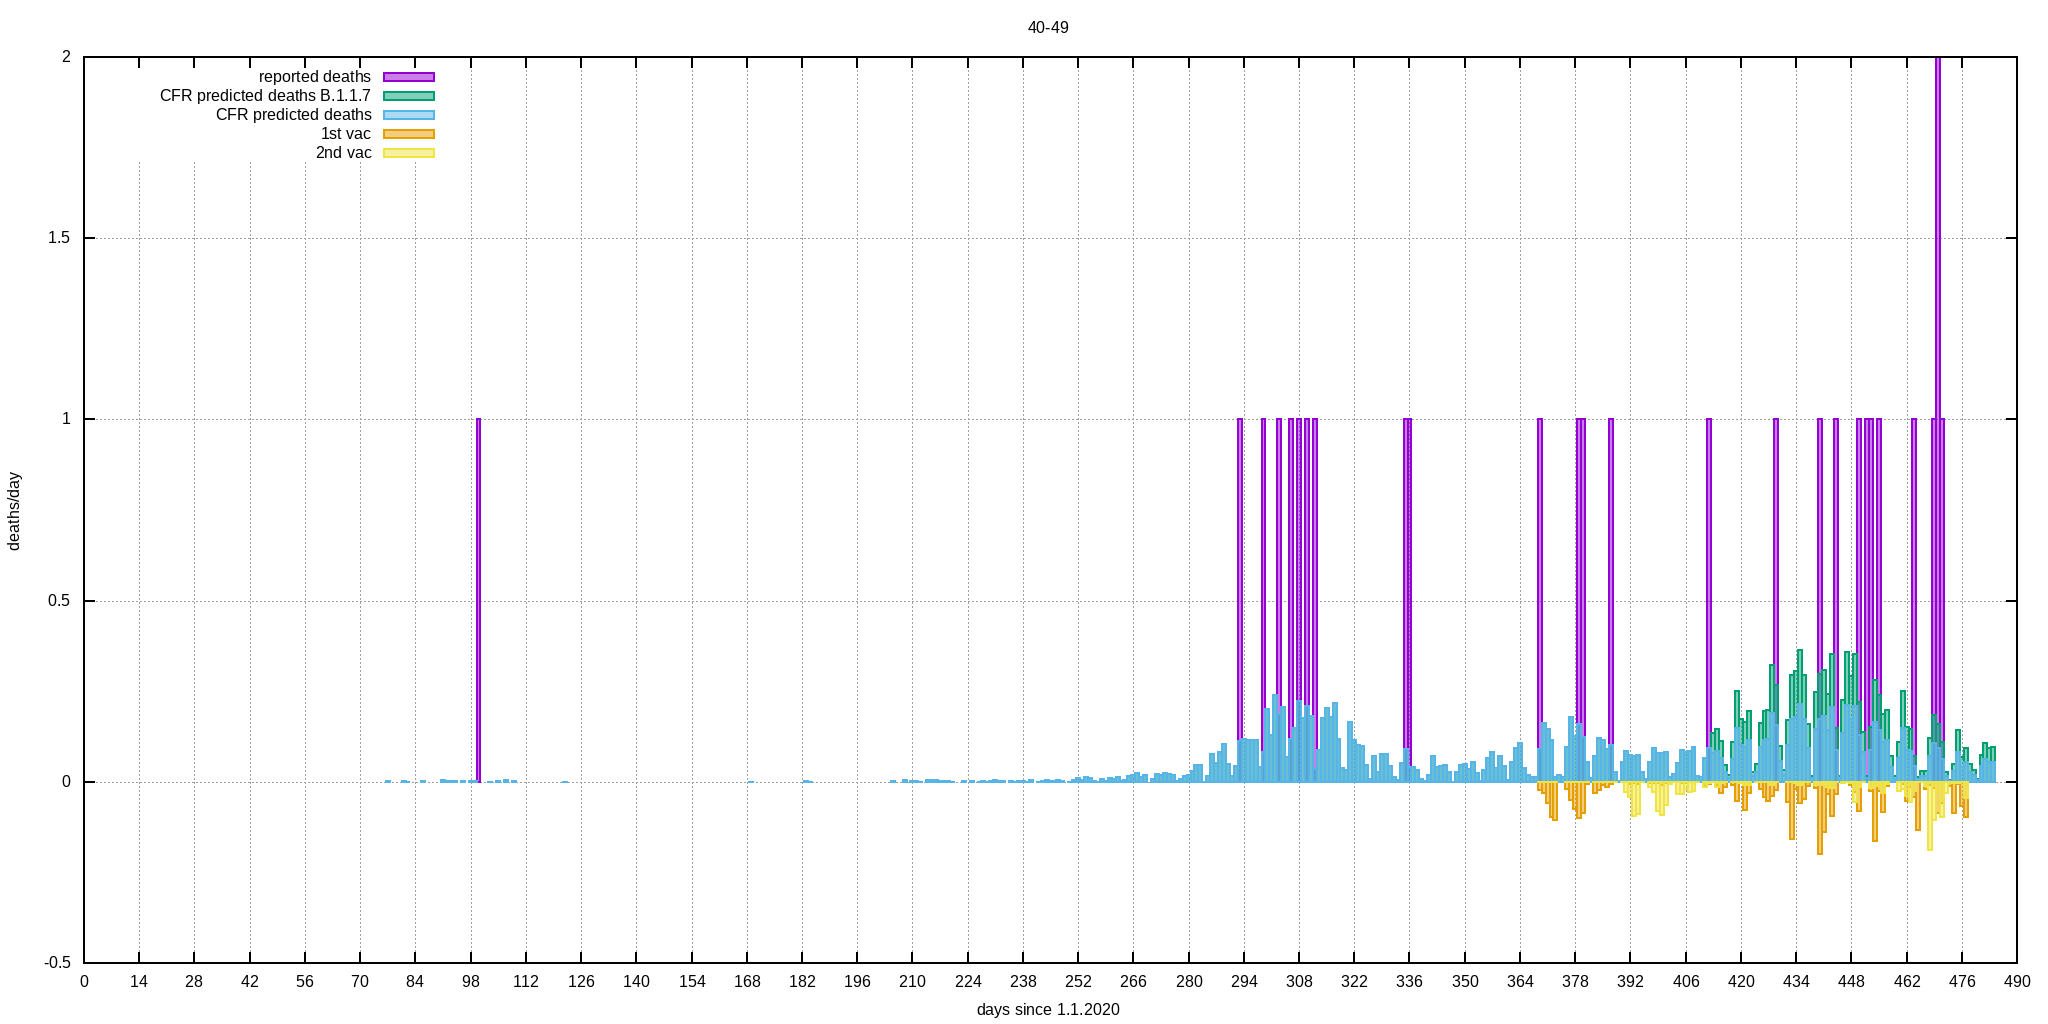 40-49
reported deaths
CFR predicted deaths B.1.1.7
CFR predicted deaths
1st vac
2nd vac
2
1.5
1
0.5
0
-0.5
deaths/day
0 14 28 42 56 70 84 98 112 126 140 154 168 182 196 210 224 238 252 266 280 294 308 322 336 350 364 378 392 406 420 434 448 462 476 490
days since 1.1.2020